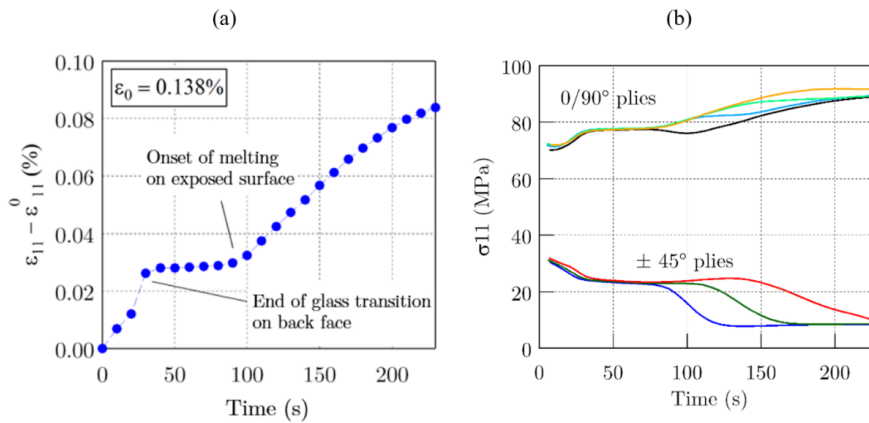 (a)
(b)
ε₀ = 0.138%
Onset of melting
on exposed surface
End of glass transition
on back face
ε₁₁ − ε⁰₁₁ (%)
0.10
0.08
0.06
0.04
0.02
0.00
0
50
100
150
200
Time (s)
0/90° plies
± 45° plies
σ11 (MPa)
100
80
60
40
20
0
0
50
100
150
200
Time (s)